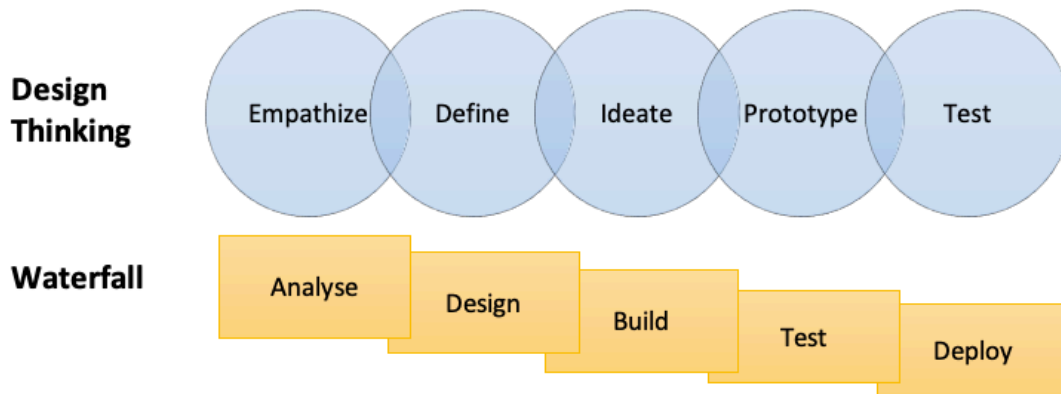 Design
Thinking
Empathize
Define
Ideate
Prototype
Test
Waterfall
Analyse
Design
Build
Test
Deploy